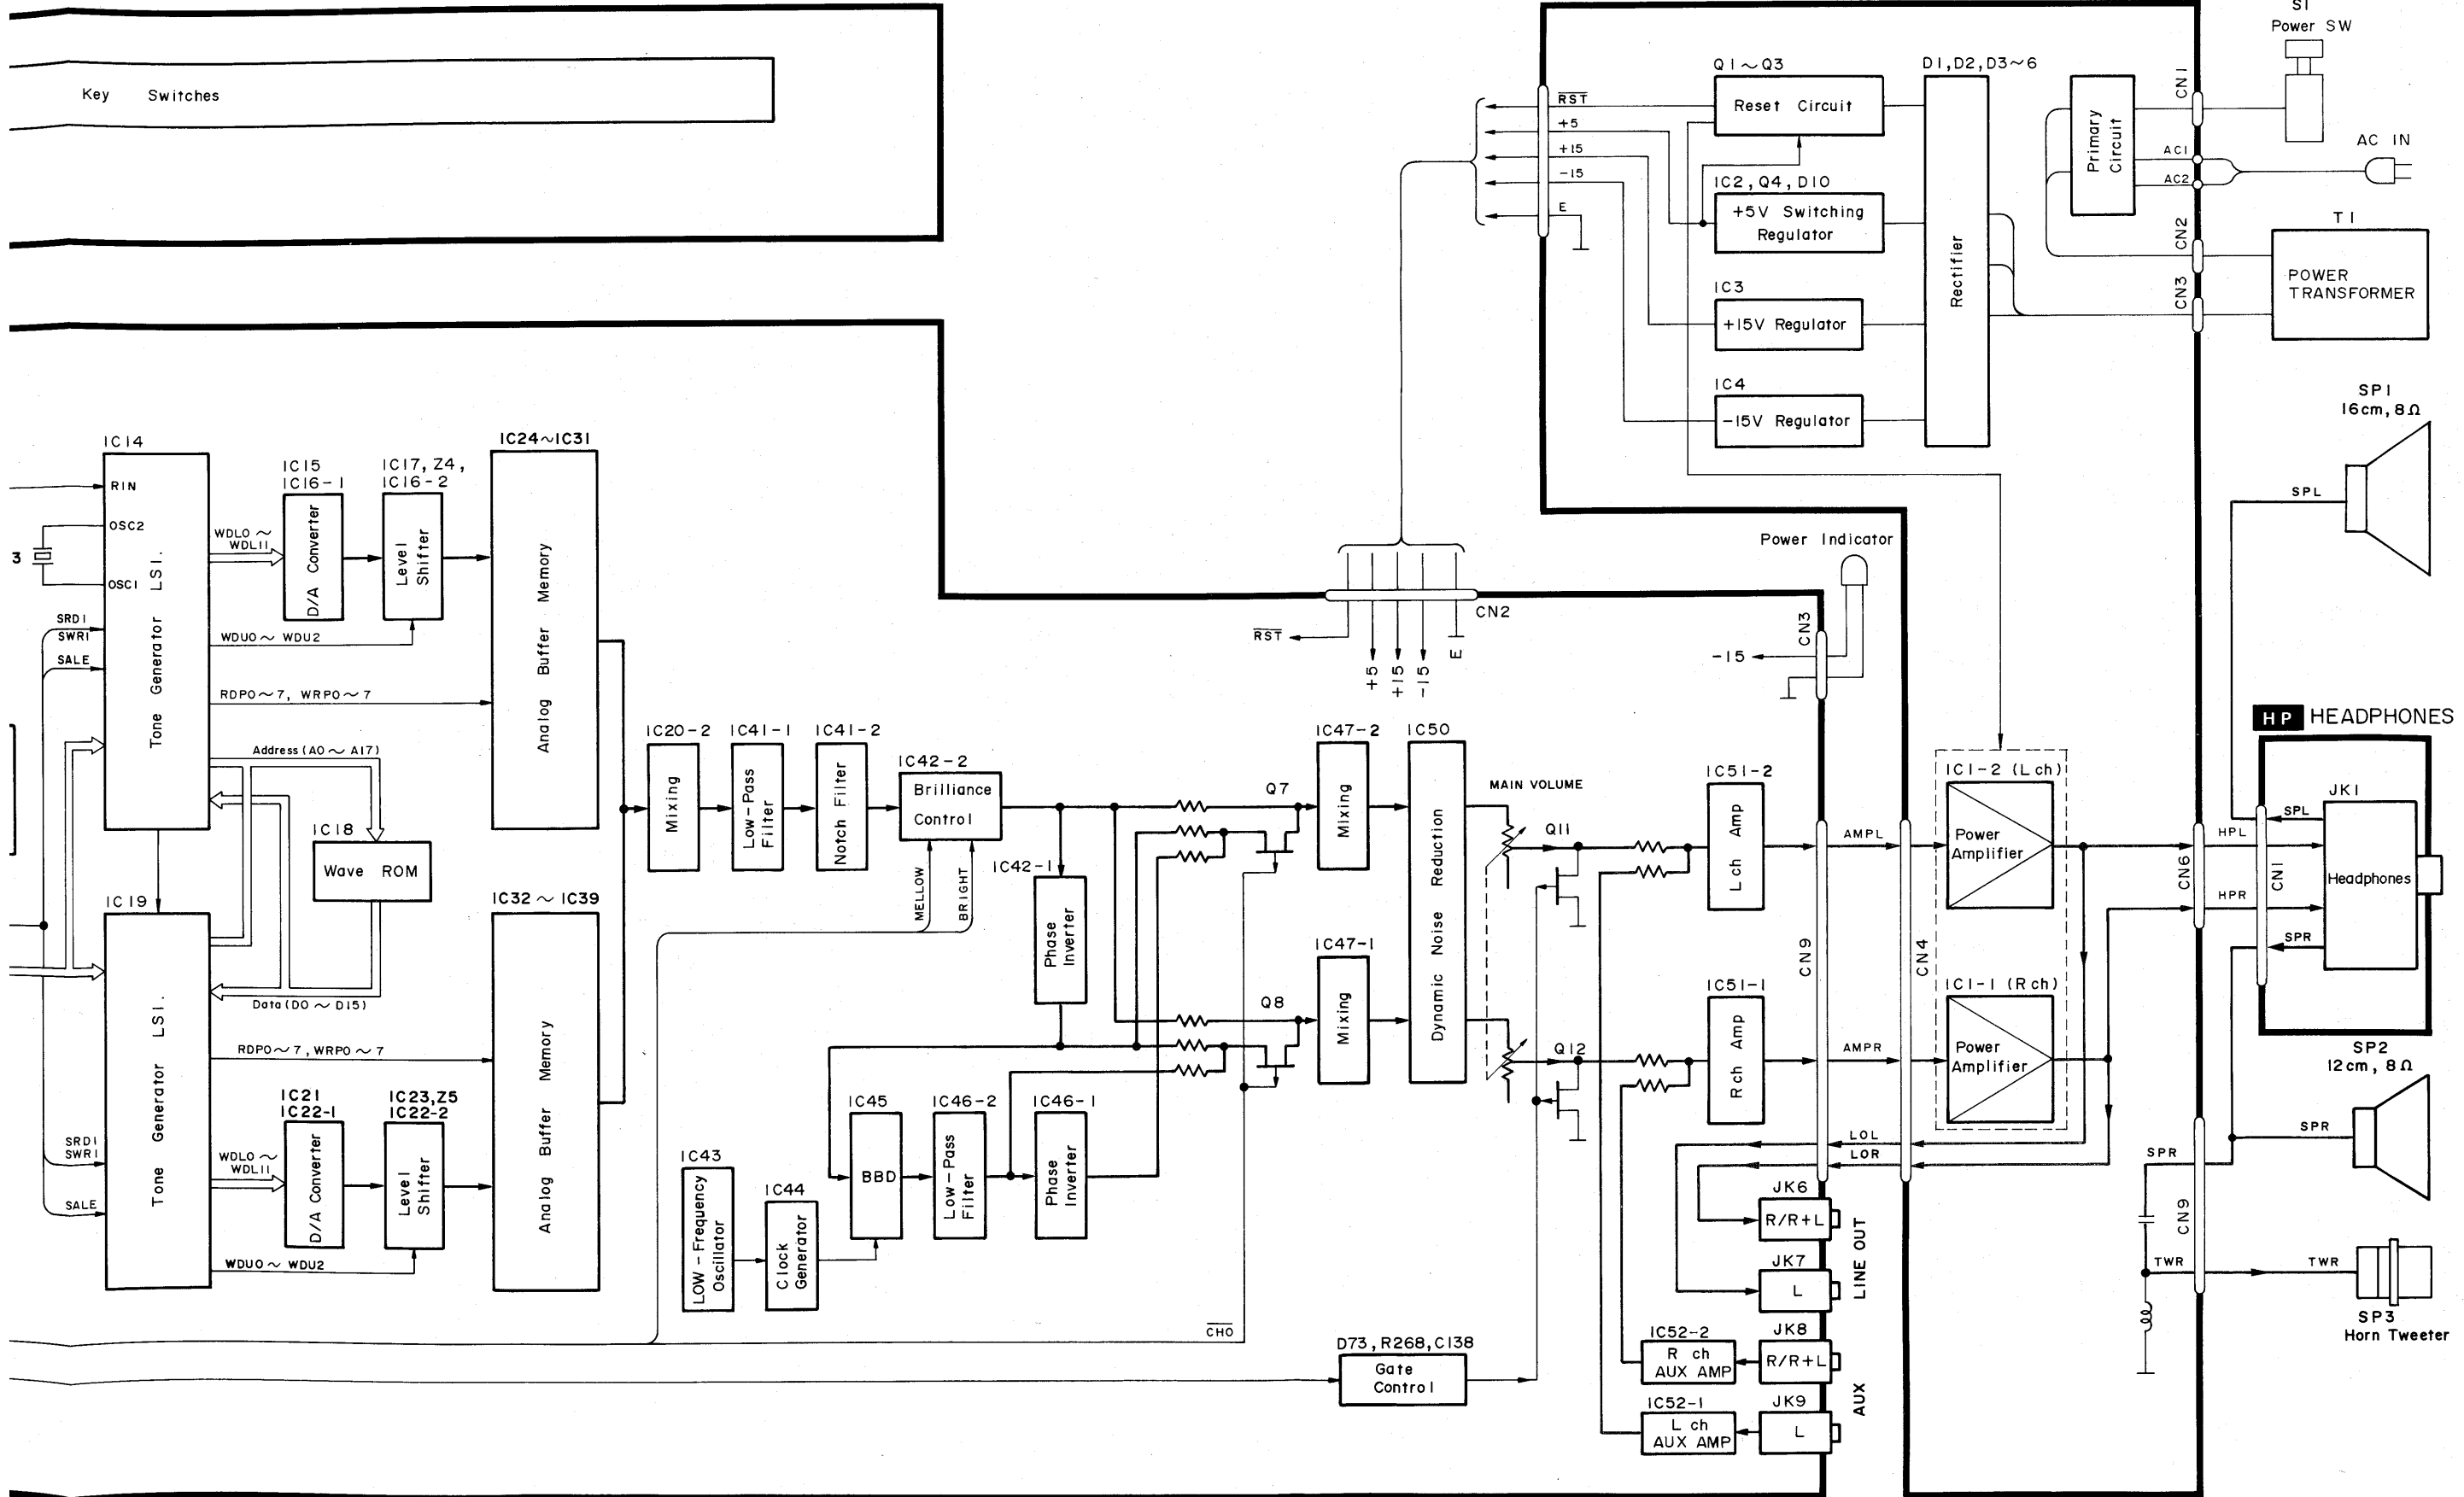 Key Switches
S1
Power SW
Q1～Q3
Reset Circuit
D1,D2,D3～6
Rectifier
Primary
Circuit
CN1
AC IN
AC1
AC2
CN2
CN3
T1
POWER
TRANSFORMER
RST
+5
+15
-15
E
IC2, Q4, D10
+5V Switching
Regulator
IC3
+15V Regulator
IC4
-15V Regulator
SP1
16cm, 8Ω
SPL
IC14
RIN
OSC2
OSC1
3
Tone Generator LSI.
SRD1
SWR1
SALE
WDL0～
WDL11
IC15
IC16-1
D/A Converter
IC17, Z4,
IC16-2
Level
Shifter
WDU0～WDU2
RDP0～7, WRP0～7
IC24～IC31
Analog Buffer Memory
Address (A0～A17)
IC18
Wave ROM
Data (D0～D15)
IC19
Tone Generator LSI.
SRD1
SWR1
SALE
RDP0～7, WRP0～7
WDL0～
WDL11
IC21
IC22-1
D/A Converter
IC23,Z5
IC22-2
Level
Shifter
WDU0～WDU2
IC32～IC39
Analog Buffer Memory
IC20-2
Mixing
IC41-1
Low-Pass
Filter
IC41-2
Notch Filter
IC42-2
Brilliance
Control
MELLOW
BRIGHT
IC42-1
Phase
Inverter
IC43
LOW-Frequency
Oscillator
IC44
Clock
Generator
IC45
BBD
IC46-2
Low-Pass
Filter
IC46-1
Phase
Inverter
Q7
Q8
CHO
IC47-2
Mixing
IC47-1
Mixing
IC50
Dynamic Noise Reduction
MAIN VOLUME
Q11
Q12
D73, R268, C138
Gate
Control
RST
+5
+15
-15
E
CN2
Power Indicator
CN3
-15
IC51-2
Lch Amp
IC51-1
Rch Amp
CN9
AMPL
AMPR
CN4
IC1-2 (Lch)
Power
Amplifier
IC1-1 (Rch)
Power
Amplifier
LOL
LOR
JK6
R/R+L
JK7
L
LINE OUT
IC52-2
R ch
AUX AMP
JK8
R/R+L
IC52-1
L ch
AUX AMP
JK9
L
AUX
HP HEADPHONES
JK1
Headphones
SPL
HPL
HPR
SPR
CN6
CN1
SP2
12cm, 8Ω
SPR
SPR
CN9
TWR
TWR
SP3
Horn Tweeter